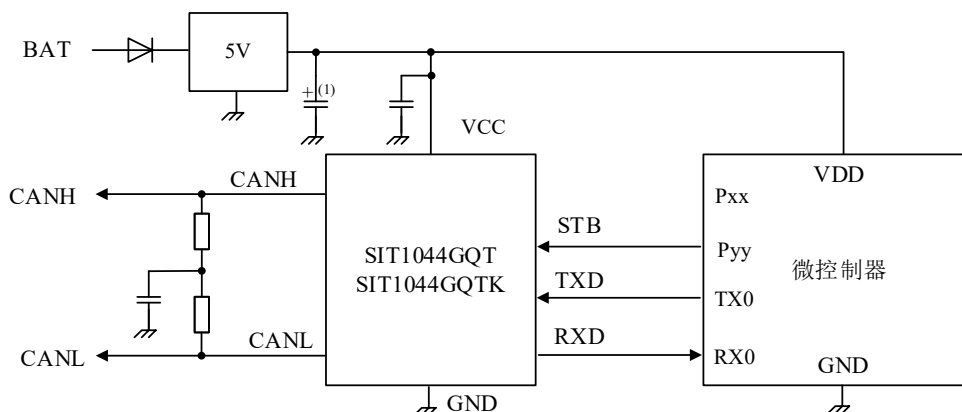 BAT
5V
+ (1)
VCC
CANH
CANH
VDD
Pxx
STB
Pyy
SIT1044GQT
SIT1044GQTK
微控制器
TXD
TX0
CANL
CANL
RXD
RX0
GND
GND